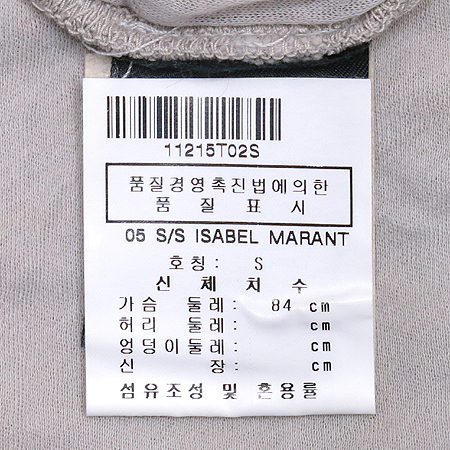 11215T02S
품질경영촉진법에의한
품 질 표 시
05 S/S ISABEL MARANT
호칭: S
신 체 치 수
가슴 둘레: 84 cm
허리 둘레: cm
엉덩이둘레: cm
신 장: cm
섬유조성 및 혼용률